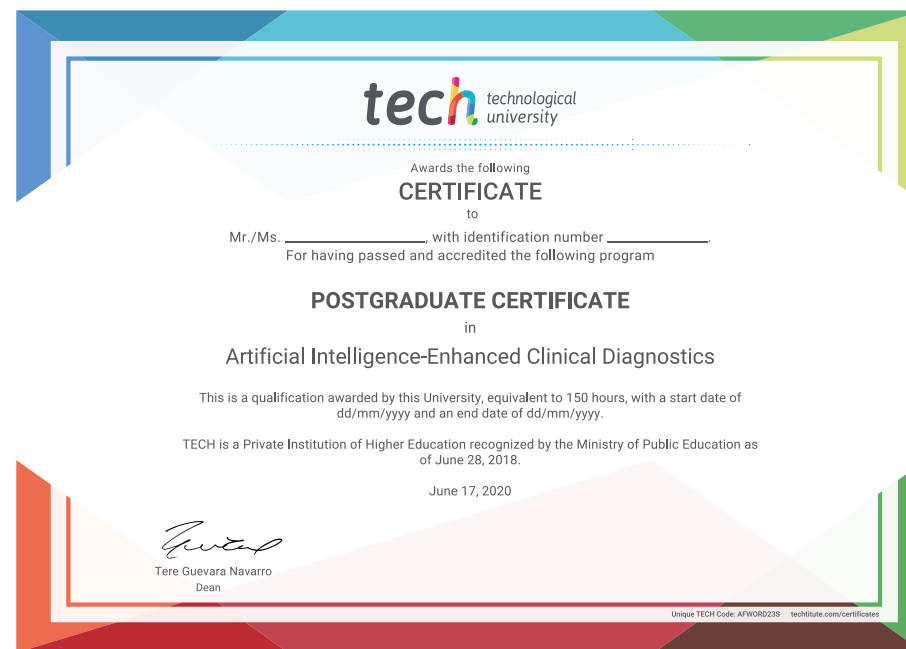 tech technological
university
Awards the following
CERTIFICATE
to
Mr./Ms. ____________________, with identification number ______________.
For having passed and accredited the following program
POSTGRADUATE CERTIFICATE
in
Artificial Intelligence-Enhanced Clinical Diagnostics
This is a qualification awarded by this University, equivalent to 150 hours, with a start date of
dd/mm/yyyy and an end date of dd/mm/yyyy.
TECH is a Private Institution of Higher Education recognized by the Ministry of Public Education as
of June 28, 2018.
June 17, 2020
Tere Guevara Navarro
Dean
Unique TECH Code: AFWORD23S techtitute.com/certificates